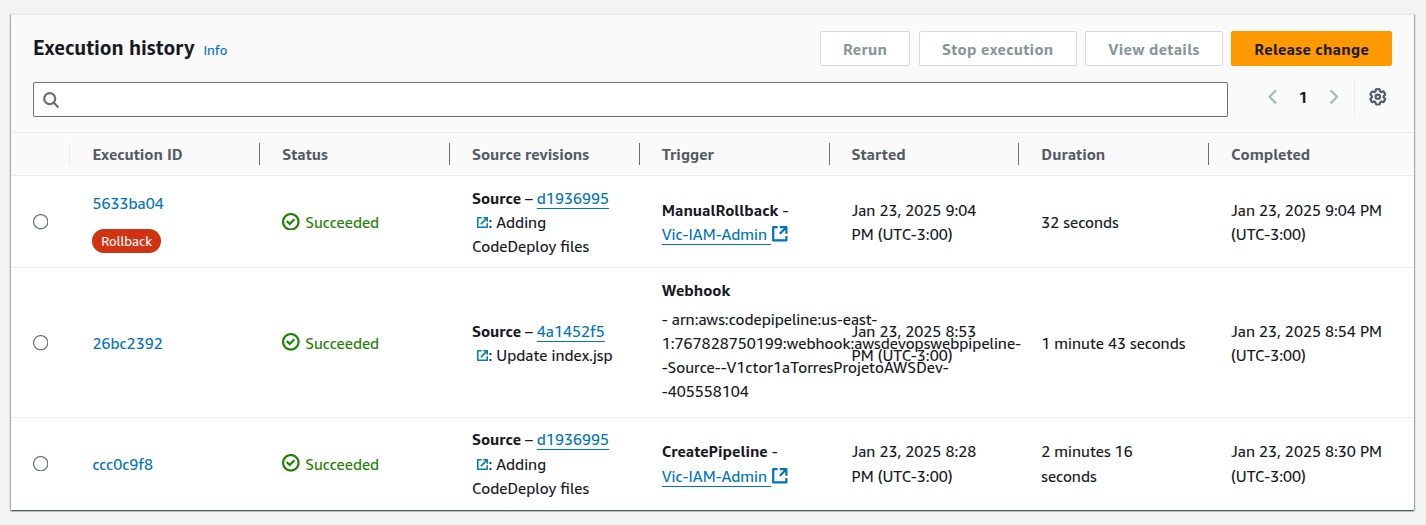 Execution history Info
Rerun
Stop execution
View details
Release change
1
Execution ID
Status
Source revisions
Trigger
Started
Duration
Completed
5633ba04
Rollback
Succeeded
Source – d1936995
: Adding
CodeDeploy files
ManualRollback -
Vic-IAM-Admin
Jan 23, 2025 9:04
PM (UTC-3:00)
32 seconds
Jan 23, 2025 9:04 PM
(UTC-3:00)
26bc2392
Succeeded
Source – 4a1452f5
: Update index.jsp
Webhook
- arn:aws:codepipeline:us-east-
1:767828750199:webhook:awsdevopswebpipeline-
-Source--V1ctor1aTorresProjetoAWSDev-
-405558104
Jan 23, 2025 8:53
PM (UTC-3:00)
1 minute 43 seconds
Jan 23, 2025 8:54 PM
(UTC-3:00)
ccc0c9f8
Succeeded
Source – d1936995
: Adding
CodeDeploy files
CreatePipeline -
Vic-IAM-Admin
Jan 23, 2025 8:28
PM (UTC-3:00)
2 minutes 16
seconds
Jan 23, 2025 8:30 PM
(UTC-3:00)